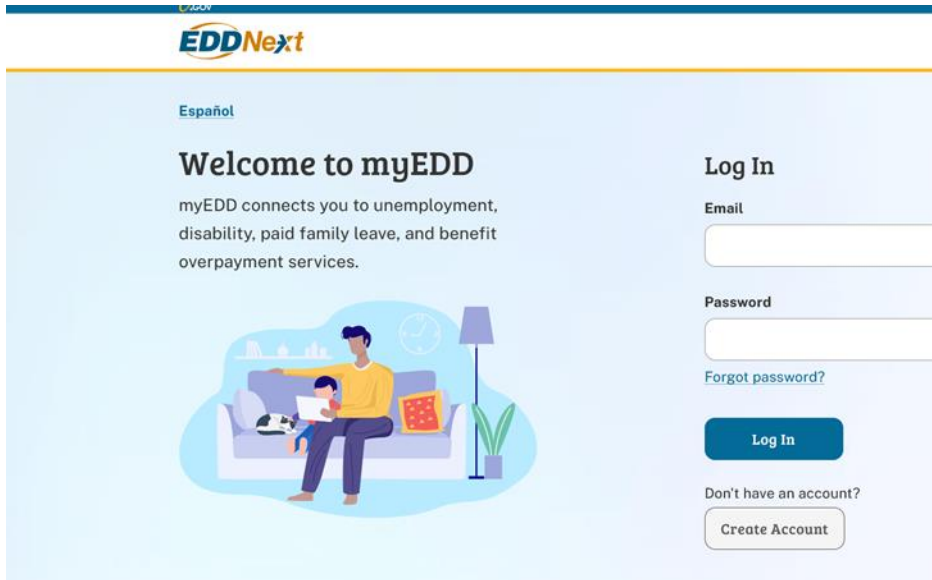 .GOV
EDDNext
Español
Welcome to myEDD
myEDD connects you to unemployment,
disability, paid family leave, and benefit
overpayment services.
Log In
Email
Password
Forgot password?
Log In
Don't have an account?
Create Account